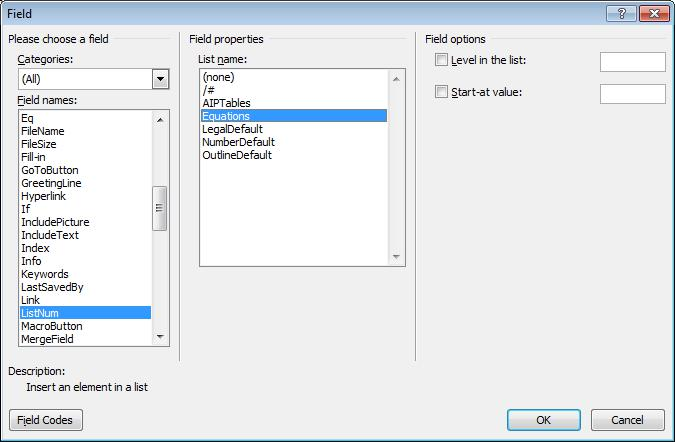 Field
Please choose a field
Categories:
(All)
Field names:
Eq
FileName
FileSize
Fill-in
GoToButton
GreetingLine
Hyperlink
If
IncludePicture
IncludeText
Index
Info
Keywords
LastSavedBy
Link
ListNum
MacroButton
MergeField
Field properties
List name:
(none)
/#
AIPTables
Equations
LegalDefault
NumberDefault
OutlineDefault
Field options
Level in the list:
Start-at value:
Description:
Insert an element in a list
Field Codes
OK
Cancel